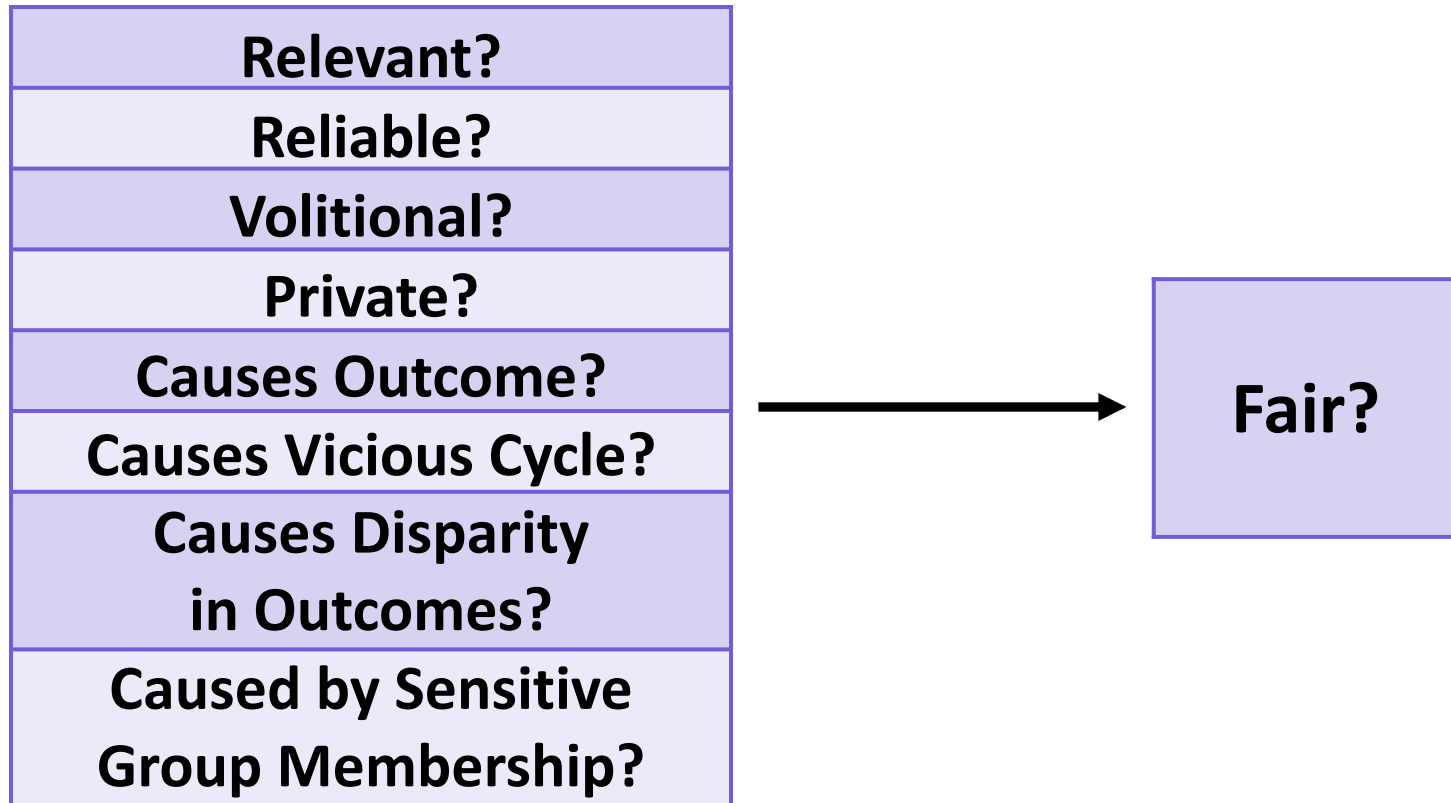 Relevant?
Reliable?
Volitional?
Private?
Causes Outcome?
Causes Vicious Cycle?
Causes Disparity
in Outcomes?
Caused by Sensitive
Group Membership?
Fair?